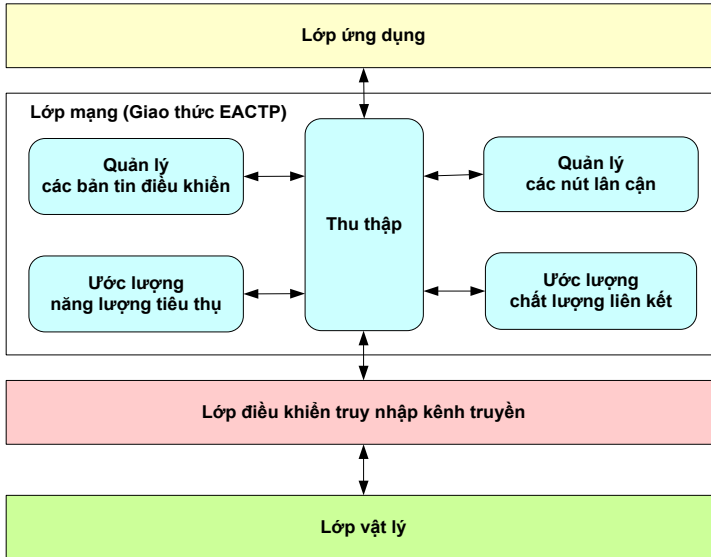 Lớp ứng dụng
Lớp mạng (Giao thức EACTP)
Quản lý
các bản tin điều khiển
Quản lý
các nút lân cận
Thu thập
Ước lượng
năng lượng tiêu thụ
Ước lượng
chất lượng liên kết
Lớp điều khiển truy nhập kênh truyền
Lớp vật lý